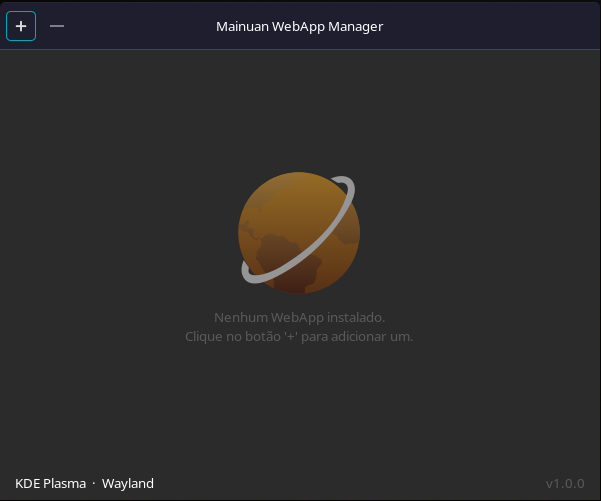 + — Mainuan WebApp Manager
Nenhum WebApp instalado.
Clique no botão '+' para adicionar um.
KDE Plasma · Wayland v1.0.0